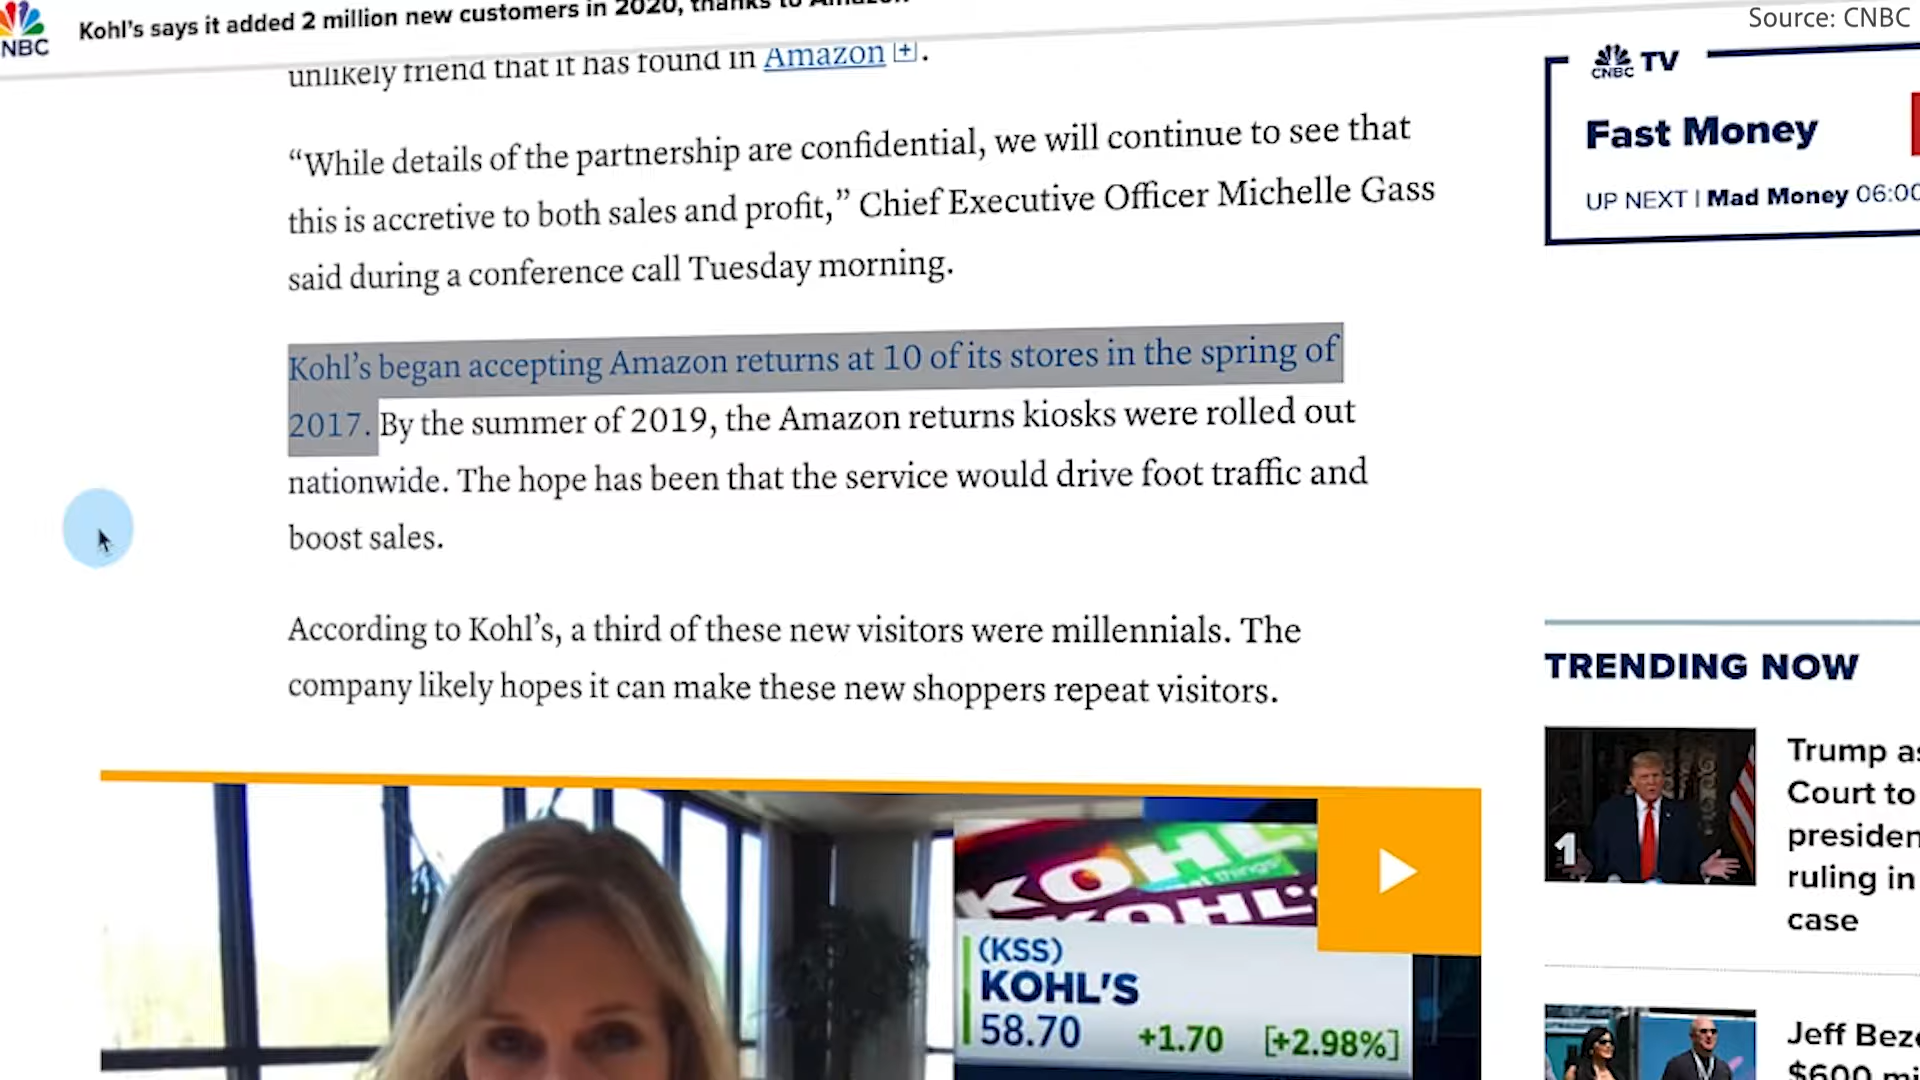 Source: CNBC
NBC
Kohl's says it added 2 million new customers in 2020, thanks to Amazon
unlikely friend that it has found in Amazon [+] .
“While details of the partnership are confidential, we will continue to see that
this is accretive to both sales and profit,” Chief Executive Officer Michelle Gass
said during a conference call Tuesday morning.
Kohl’s began accepting Amazon returns at 10 of its stores in the spring of
2017. By the summer of 2019, the Amazon returns kiosks were rolled out
nationwide. The hope has been that the service would drive foot traffic and
boost sales.
According to Kohl’s, a third of these new visitors were millennials. The
company likely hopes it can make these new shoppers repeat visitors.
KOHL
KOHL'S
(KSS)
KOHL'S
58.70 +1.70 [+2.98%]
CNBC TV
Fast Money
UP NEXT | Mad Money 06:00
TRENDING NOW
1
Trump as
Court to
presiden
ruling in
case
Jeff Bez
$600 mi